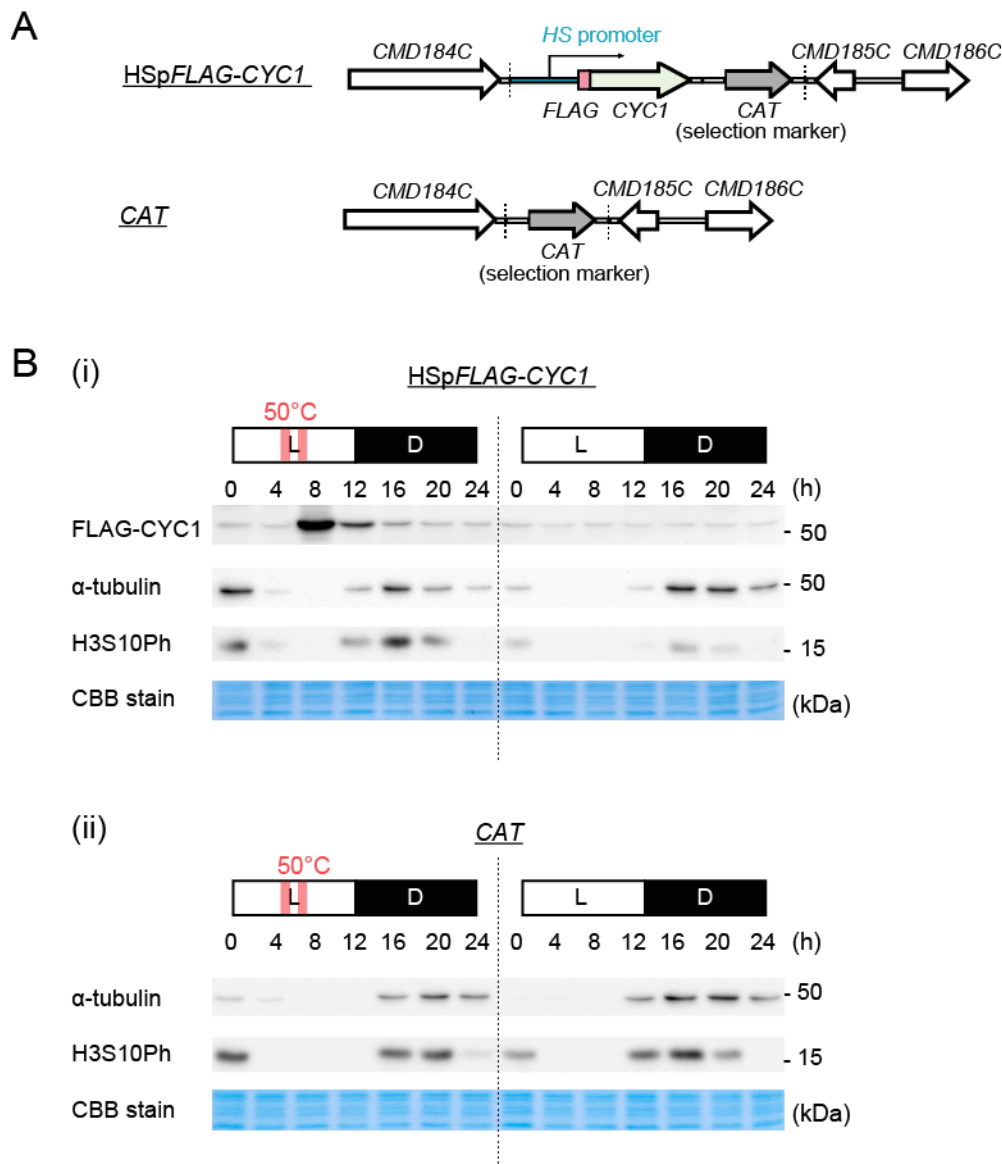 A
HSpFLAG-CYC1
CMD184C
HS promoter
CMD185C
CMD186C
FLAG
CYC1
CAT
(selection marker)
CAT
CMD184C
CMD185C
CMD186C
CAT
(selection marker)
B
(i)
HSpFLAG-CYC1
50°C
L D L D
0 4 8 12 16 20 24 0 4 8 12 16 20 24 (h)
FLAG-CYC1 - 50
α-tubulin - 50
H3S10Ph - 15
CBB stain (kDa)
(ii)
CAT
50°C
L D L D
0 4 8 12 16 20 24 0 4 8 12 16 20 24 (h)
α-tubulin - 50
H3S10Ph - 15
CBB stain (kDa)